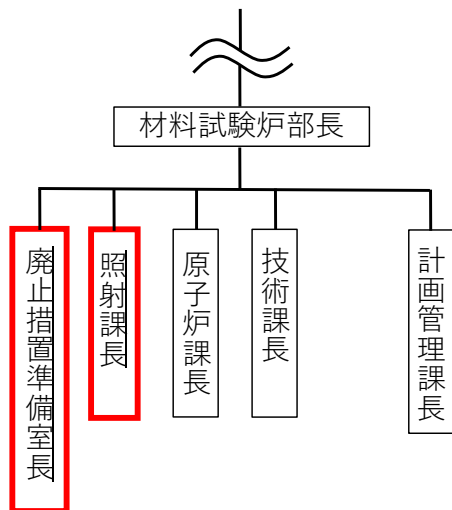 材料試験炉部長
廃止措置準備室長
照射課長
原子炉課長
技術課長
計画管理課長